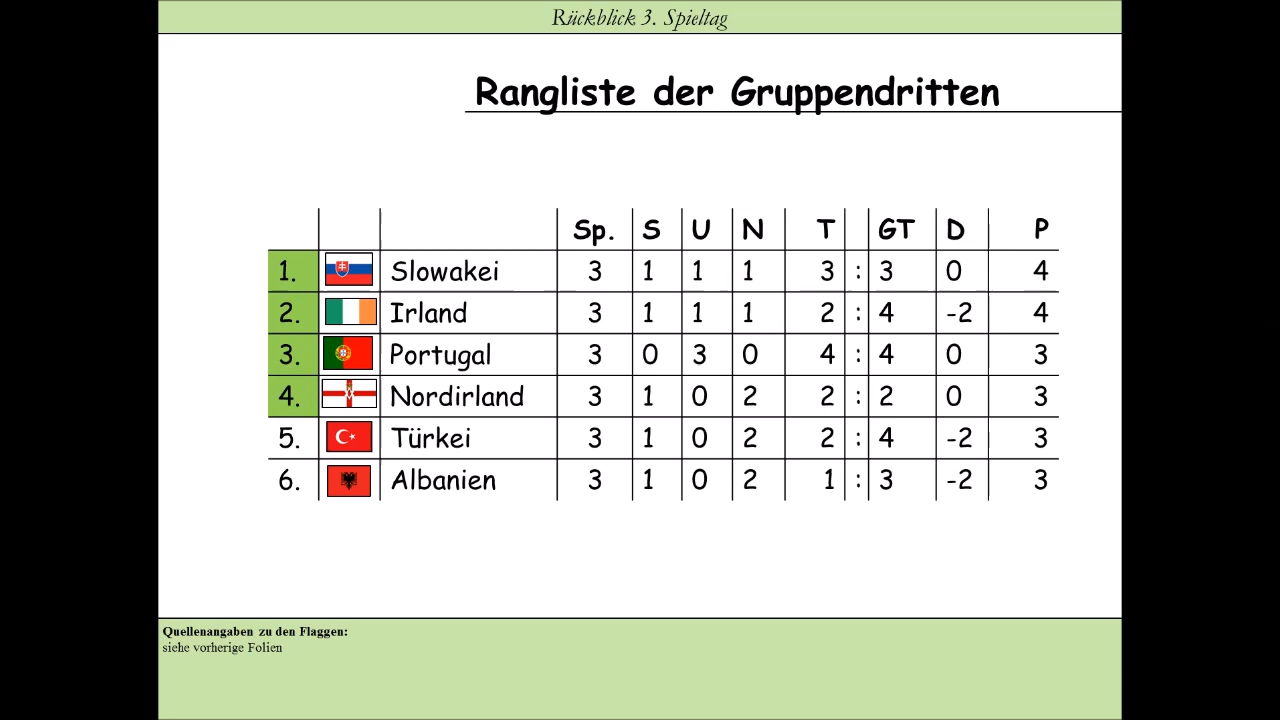 Rückblick 3. Spieltag
Rangliste der Gruppendritten
Sp. S U N T GT D P
1. Slowakei 3 1 1 1 3 : 3 0 4
2. Irland 3 1 1 1 2 : 4 -2 4
3. Portugal 3 0 3 0 4 : 4 0 3
4. Nordirland 3 1 0 2 2 : 2 0 3
5. Türkei 3 1 0 2 2 : 4 -2 3
6. Albanien 3 1 0 2 1 : 3 -2 3
Quellenangaben zu den Flaggen:
siehe vorherige Folien